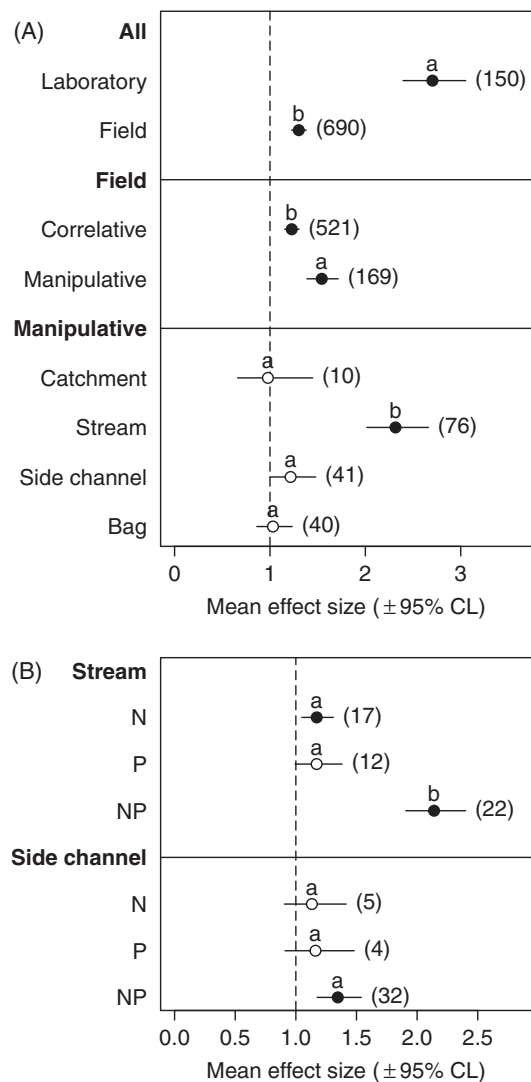 (A) All
a
Laboratory (150)
b
Field (690)
Field
b
Correlative (521)
a
Manipulative (169)
Manipulative
a
Catchment (10)
b
Stream (76)
a
Side channel (41)
a
Bag (40)
0 1 2 3
Mean effect size (±95% CL)
(B) Stream
a
N (17)
a
P (12)
b
NP (22)
Side channel
a
N (5)
a
P (4)
a
NP (32)
0.0 0.5 1.0 1.5 2.0 2.5
Mean effect size (±95% CL)